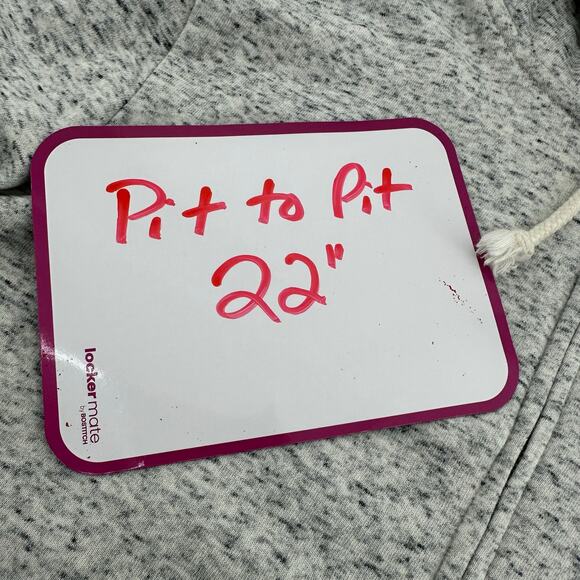 Pit to Pit
22"
locker mate
by BOSTITCH